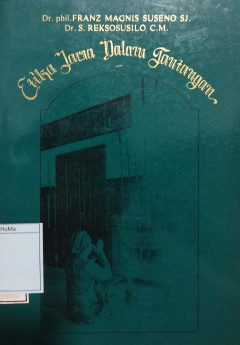 Dr. phil. FRANZ MAGNIS SUSENO SJ.
Dr. S. REKSOSUSILO C.M.
Etika Jawa Dalam Tantangan